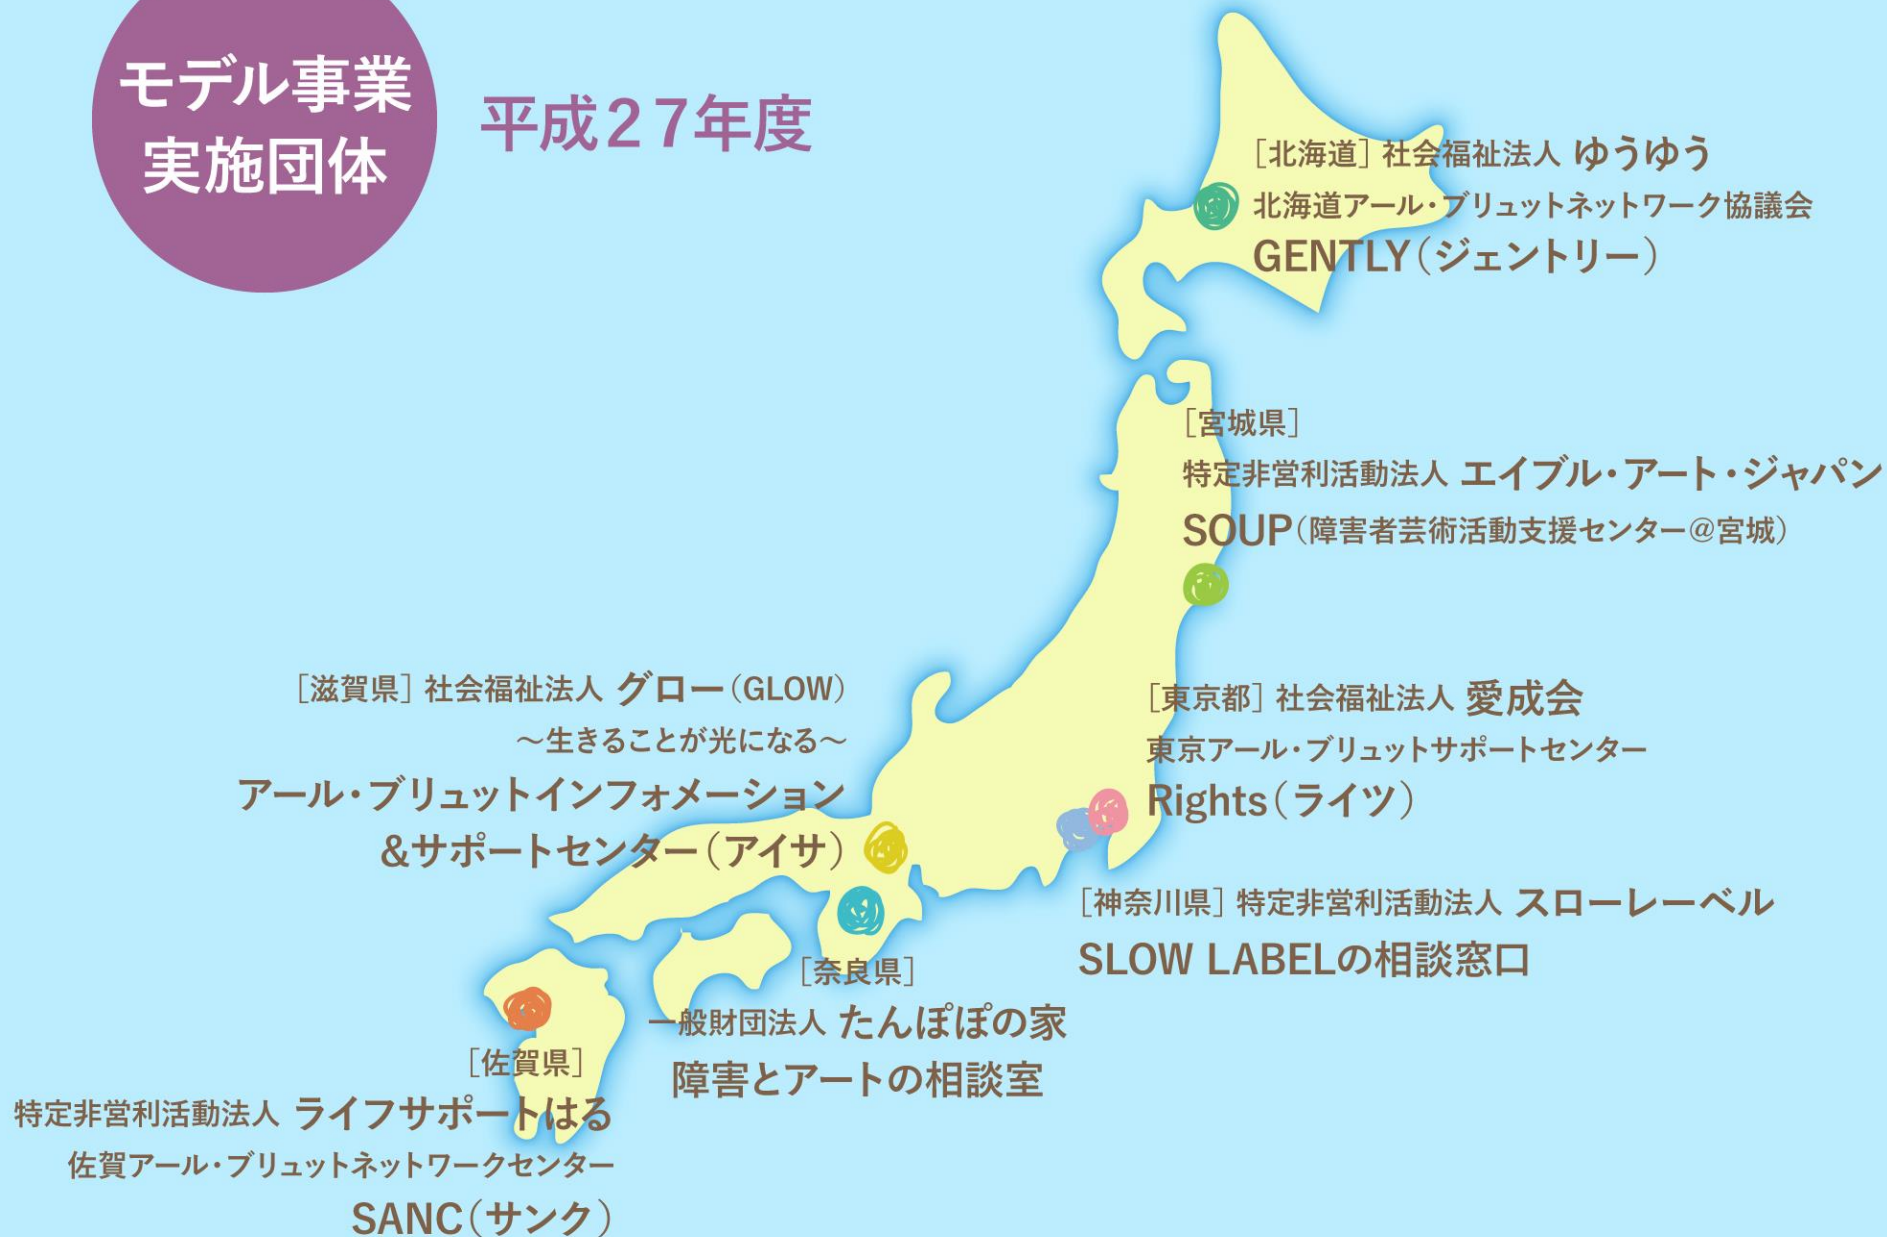 モデル事業
実施団体
平成27年度
［北海道］社会福祉法人 ゆうゆう
北海道アール・ブリュットネットワーク協議会
GENTLY（ジェントリー）
［宮城県］
特定非営利活動法人 エイブル・アート・ジャパン
SOUP（障害者芸術活動支援センター＠宮城）
［滋賀県］社会福祉法人 グロー（GLOW）
～生きることが光になる～
アール・ブリュットインフォメーション
&サポートセンター（アイサ）
［東京都］社会福祉法人 愛成会
東京アール・ブリュットサポートセンター
Rights（ライツ）
［神奈川県］特定非営利活動法人 スローレーベル
SLOW LABELの相談窓口
［奈良県］
一般財団法人 たんぽぽの家
障害とアートの相談室
［佐賀県］
特定非営利活動法人 ライフサポートはる
佐賀アール・ブリュットネットワークセンター
SANC（サンク）